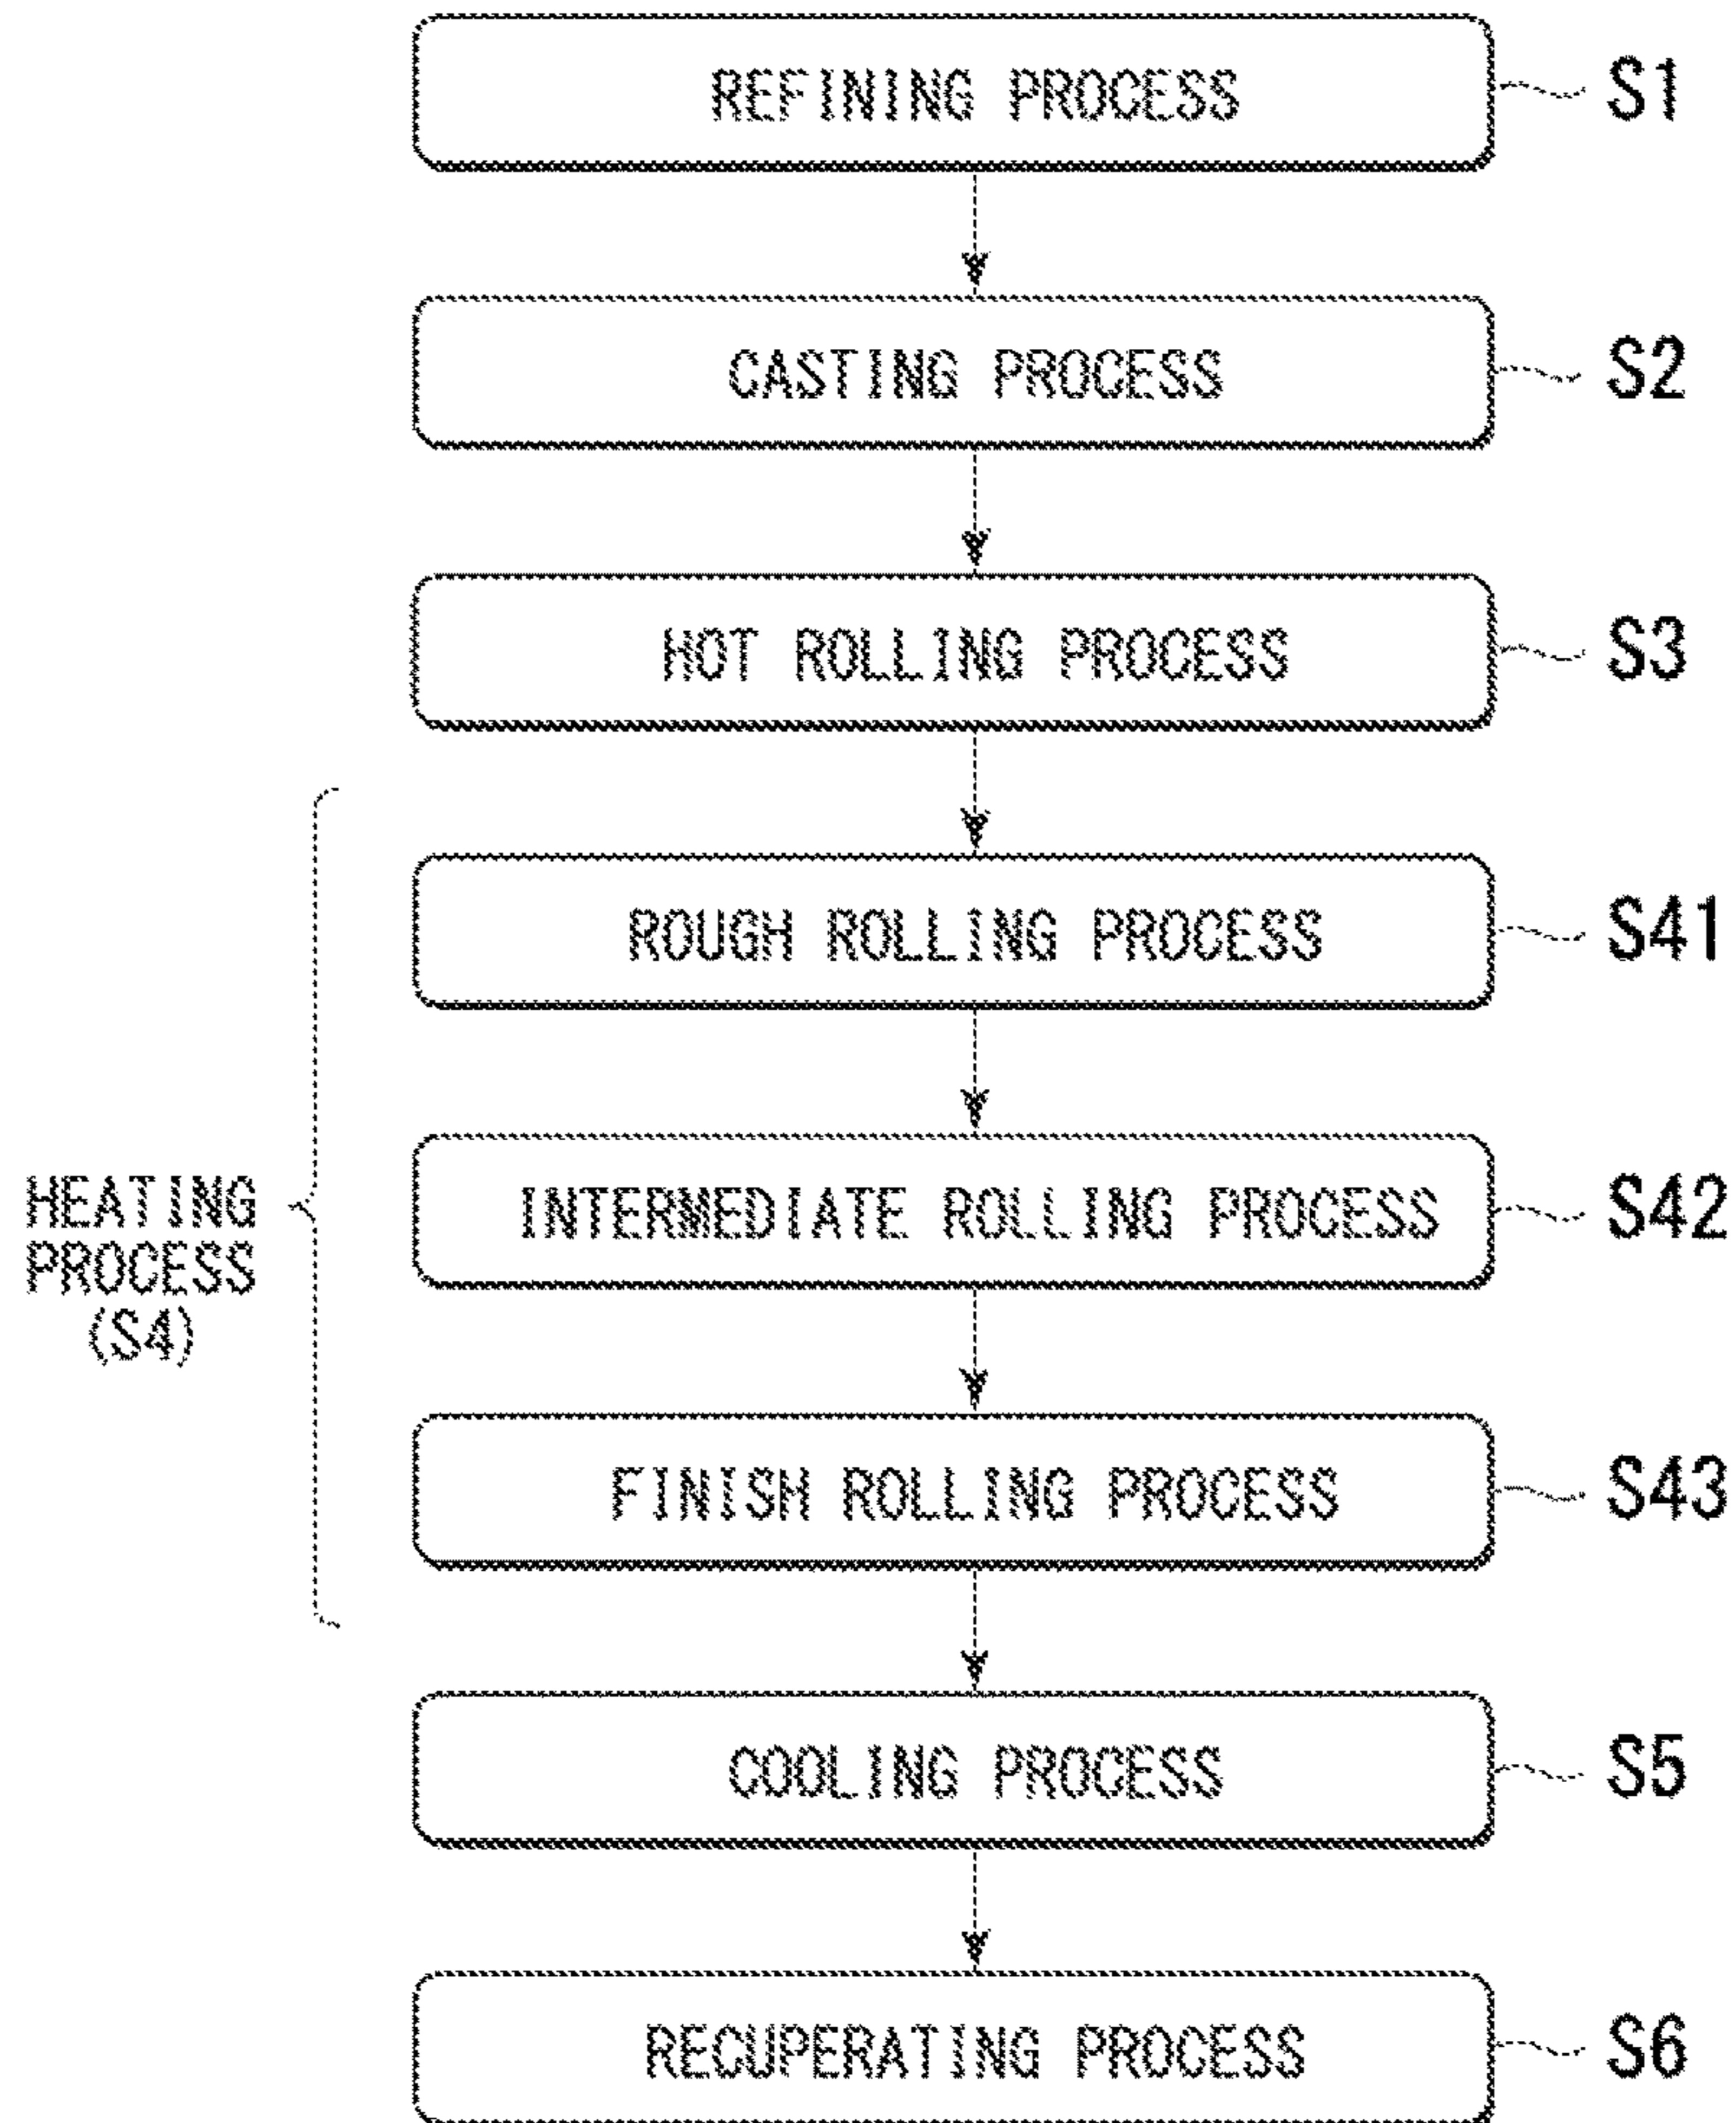 REFINING PROCESS S1
CASTING PROCESS S2
HOT ROLLING PROCESS S3
ROUGH ROLLING PROCESS S41
INTERMEDIATE ROLLING PROCESS S42
HEATING
PROCESS
(S4)
FINISH ROLLING PROCESS S43
COOLING PROCESS S5
RECUPERATING PROCESS S6